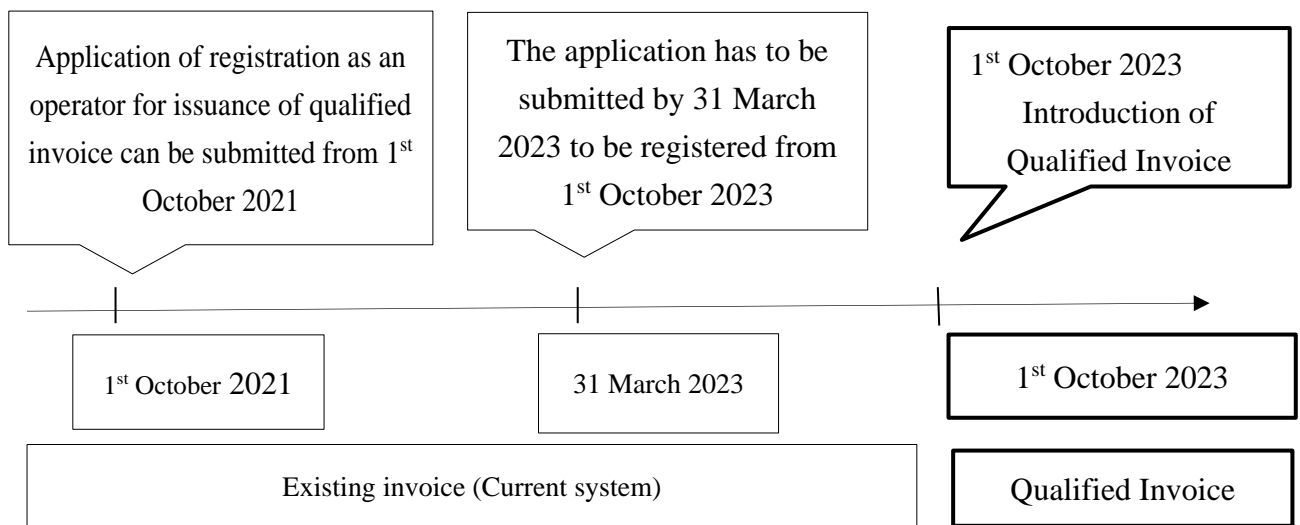 Application of registration as an
operator for issuance of qualified
invoice can be submitted from 1st
October 2021
The application has to be
submitted by 31 March
2023 to be registered from
1st October 2023
1st October 2023
Introduction of
Qualified Invoice
1st October 2021
31 March 2023
1st October 2023
Existing invoice (Current system)
Qualified Invoice